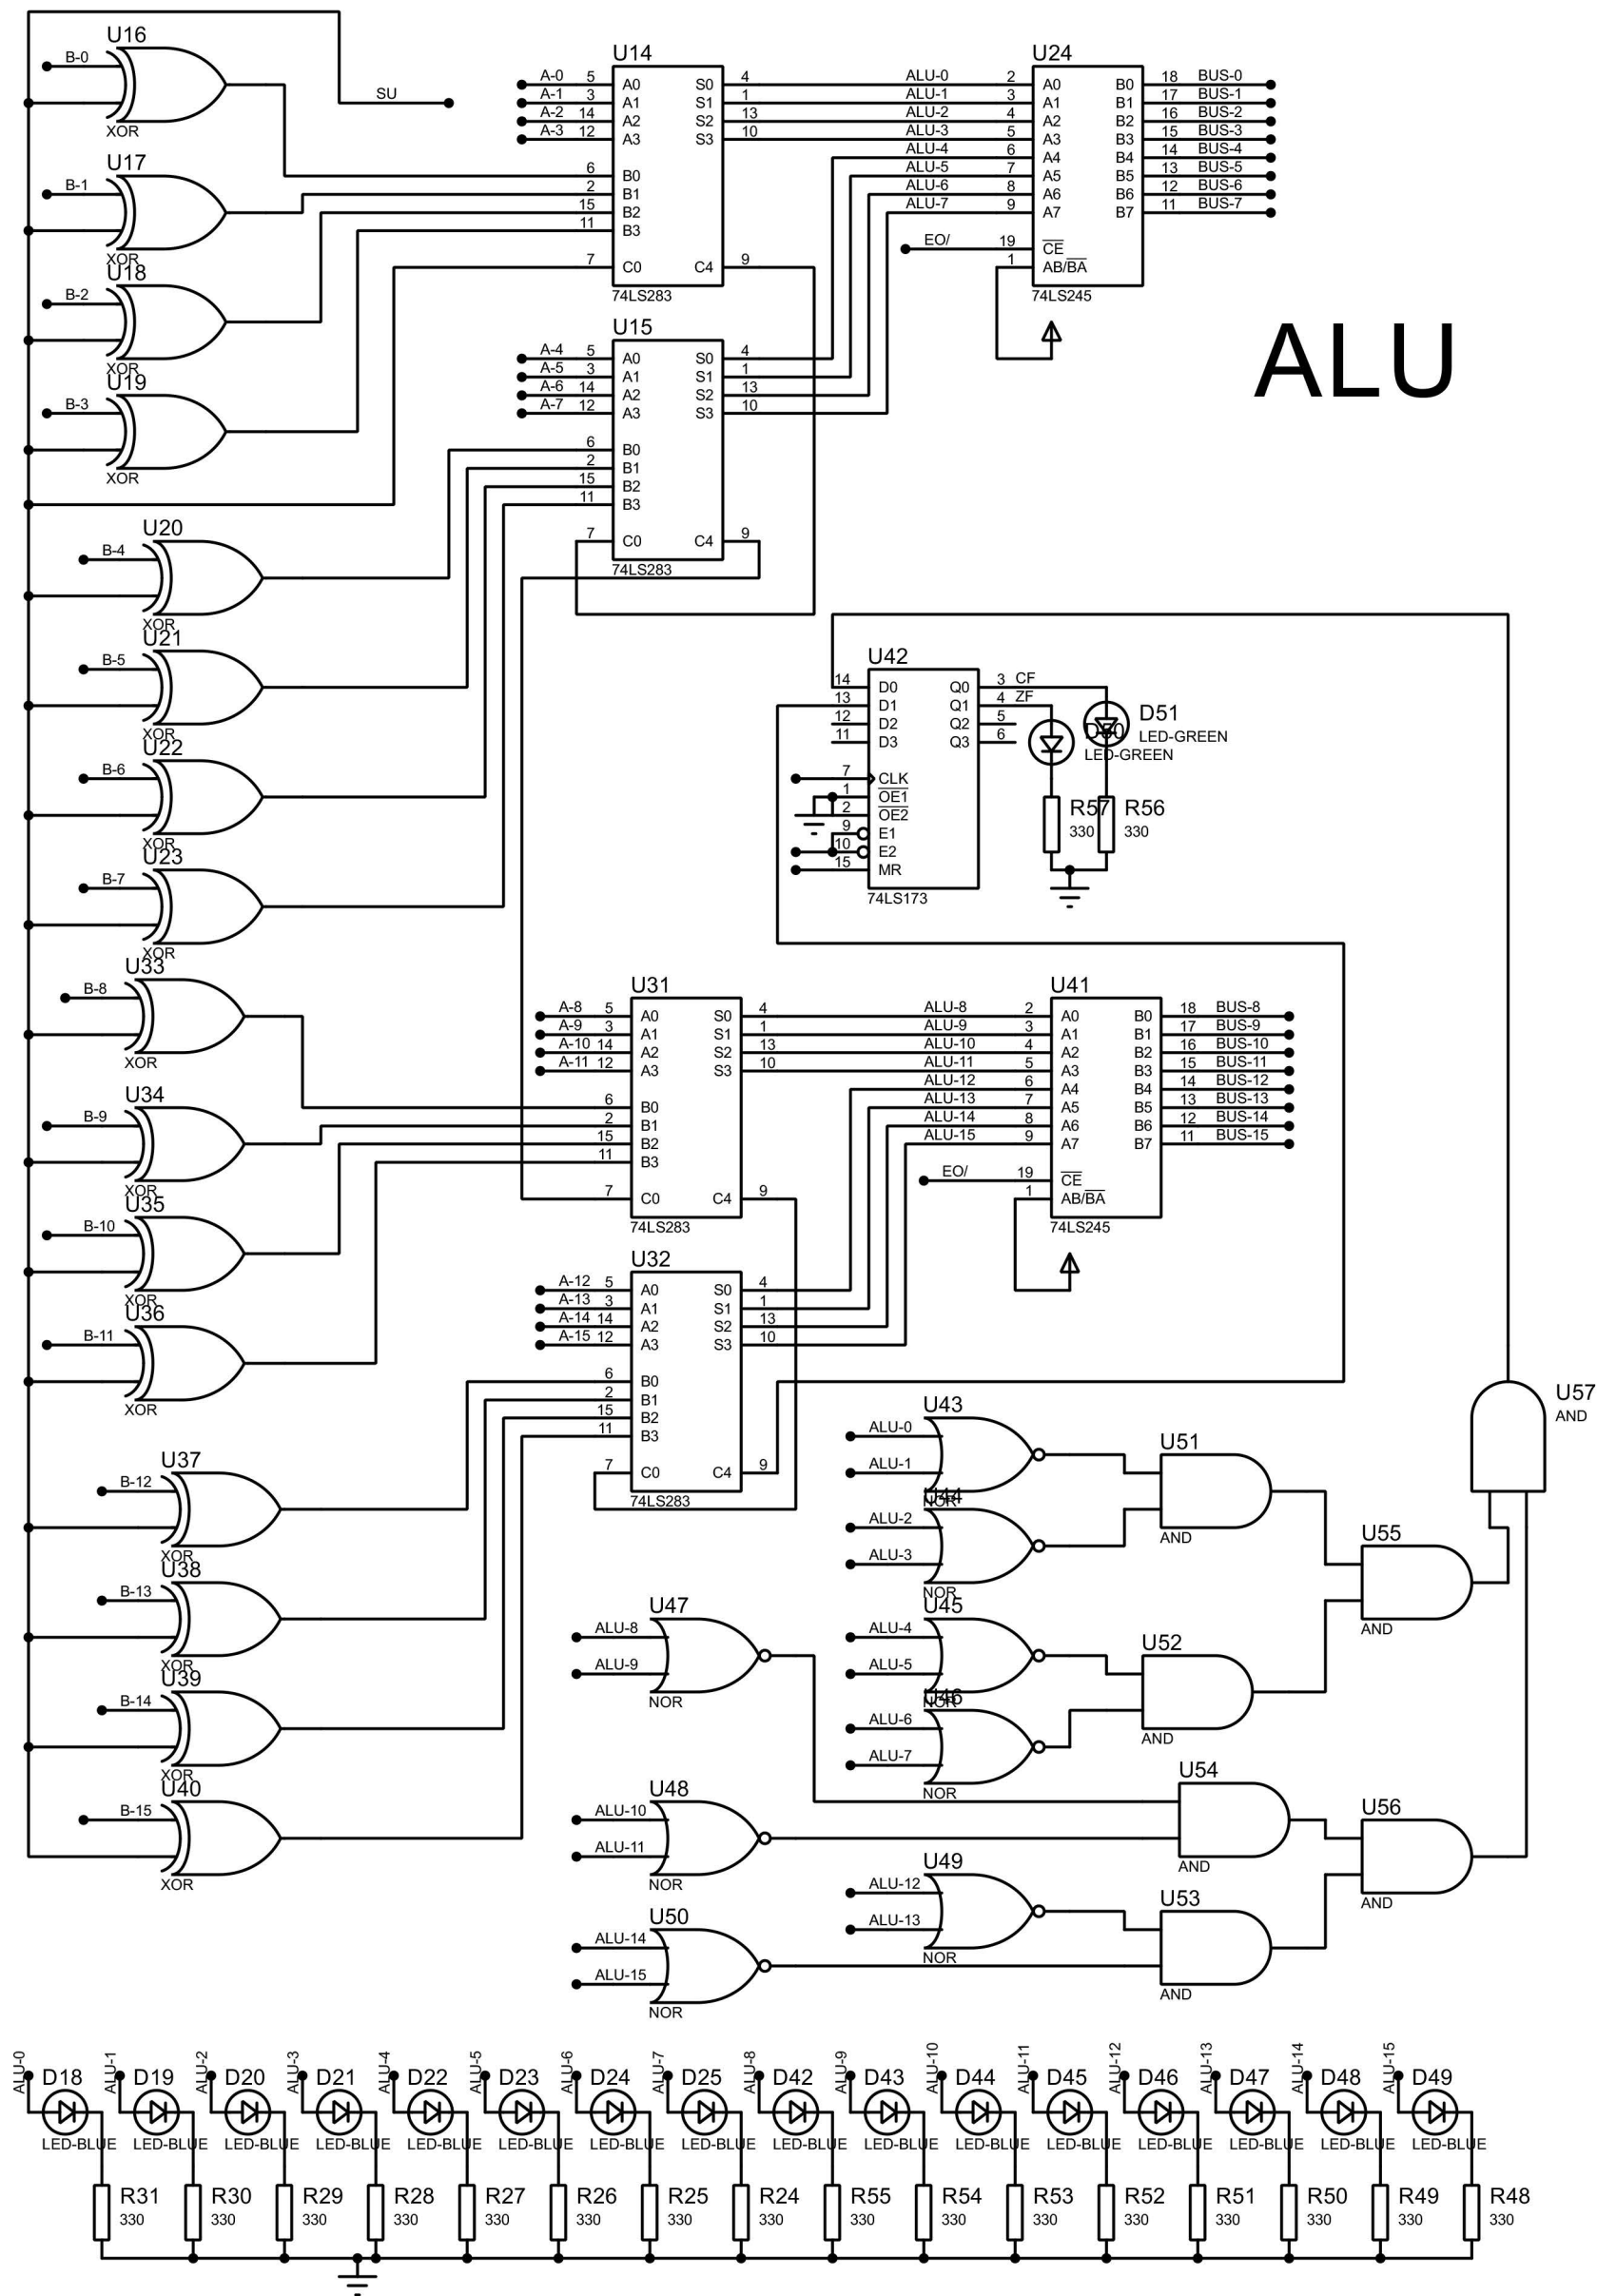 U16
B-0
XOR
SU
U17
B-1
XOR
U18
B-2
XOR
U19
B-3
XOR
U20
B-4
XOR
U21
B-5
XOR
U22
B-6
XOR
U23
B-7
XOR
U33
B-8
XOR
U34
B-9
XOR
U35
B-10
XOR
U36
B-11
XOR
U37
B-12
XOR
U38
B-13
XOR
U39
B-14
XOR
U40
B-15
XOR
U14
A-0 5 A0 S0 4
A-1 3 A1 S1 1
A-2 14 A2 S2 13
A-3 12 A3 S3 10
6 B0
2 B1
15 B2
11 B3
7 C0 C4 9
74LS283
U24
ALU-0 2 A0 B0 18 BUS-0
ALU-1 3 A1 B1 17 BUS-1
ALU-2 4 A2 B2 16 BUS-2
ALU-3 5 A3 B3 15 BUS-3
ALU-4 6 A4 B4 14 BUS-4
ALU-5 7 A5 B5 13 BUS-5
ALU-6 8 A6 B6 12 BUS-6
ALU-7 9 A7 B7 11 BUS-7
EO/ 19 CE
1 AB/BA
74LS245
ALU
U15
A-4 5 A0 S0 4
A-5 3 A1 S1 1
A-6 14 A2 S2 13
A-7 12 A3 S3 10
6 B0
2 B1
15 B2
11 B3
7 C0 C4 9
74LS283
U42
14 D0 Q0 3 CF
13 D1 Q1 4 ZF
12 D2 Q2 5
11 D3 Q3 6
7 CLK
1 OE1
2 OE2
9 E1
10 E2
15 MR
74LS173
D51
LED-GREEN
D50
LED-GREEN
R57
330
R56
330
U31
A-8 5 A0 S0 4
A-9 3 A1 S1 1
A-10 14 A2 S2 13
A-11 12 A3 S3 10
6 B0
2 B1
15 B2
11 B3
7 C0 C4 9
74LS283
U41
ALU-8 2 A0 B0 18 BUS-8
ALU-9 3 A1 B1 17 BUS-9
ALU-10 4 A2 B2 16 BUS-10
ALU-11 5 A3 B3 15 BUS-11
ALU-12 6 A4 B4 14 BUS-12
ALU-13 7 A5 B5 13 BUS-13
ALU-14 8 A6 B6 12 BUS-14
ALU-15 9 A7 B7 11 BUS-15
EO/ 19 CE
1 AB/BA
74LS245
U32
A-12 5 A0 S0 4
A-13 3 A1 S1 1
A-14 14 A2 S2 13
A-15 12 A3 S3 10
6 B0
2 B1
15 B2
11 B3
7 C0 C4 9
74LS283
U43
ALU-0
ALU-1
NOR
U44
ALU-2
ALU-3
NOR
U45
ALU-4
ALU-5
NOR
U46
ALU-6
ALU-7
NOR
U47
ALU-8
ALU-9
NOR
U48
ALU-10
ALU-11
NOR
U49
ALU-12
ALU-13
NOR
U50
ALU-14
ALU-15
NOR
U51
AND
U52
AND
U53
AND
U54
AND
U55
AND
U56
AND
U57
AND
ALU-0 D18 ALU-1 D19 ALU-2 D20 ALU-3 D21 ALU-4 D22 ALU-5 D23 ALU-6 D24 ALU-7 D25 ALU-8 D42 ALU-9 D43 ALU-10 D44 ALU-11 D45 ALU-12 D46 ALU-13 D47 ALU-14 D48 ALU-15 D49
LED-BLUE LED-BLUE LED-BLUE LED-BLUE LED-BLUE LED-BLUE LED-BLUE LED-BLUE LED-BLUE LED-BLUE LED-BLUE LED-BLUE LED-BLUE LED-BLUE LED-BLUE LED-BLUE
R31 R30 R29 R28 R27 R26 R25 R24 R55 R54 R53 R52 R51 R50 R49 R48
330 330 330 330 330 330 330 330 330 330 330 330 330 330 330 330